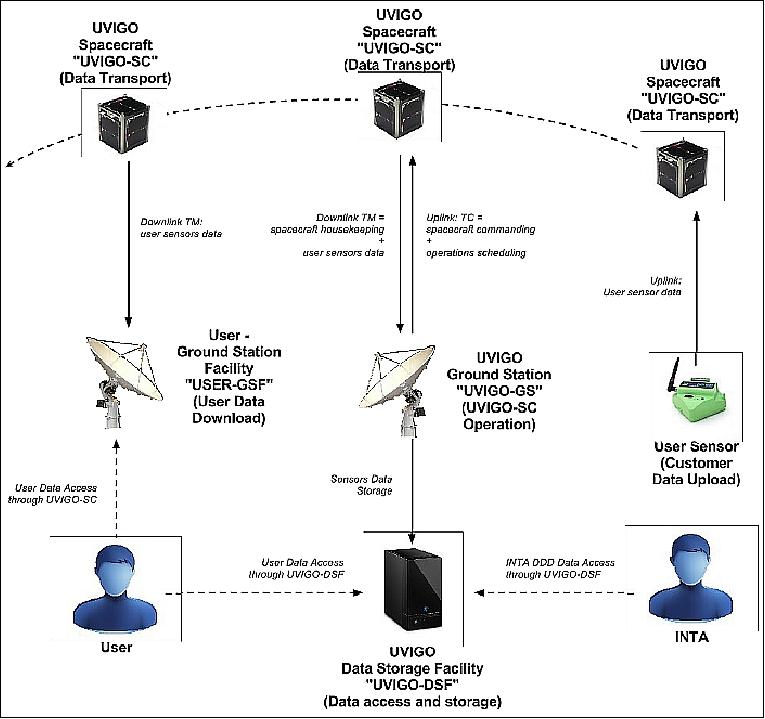 UVIGO
Spacecraft
"UVIGO-SC"
(Data Transport)
UVIGO
Spacecraft
"UVIGO-SC"
(Data Transport)
UVIGO
Spacecraft
"UVIGO-SC"
(Data Transport)
Downlink TM:
user sensors data
Downlink TM =
spacecraft housekeeping
+
user sensors data
Uplink: TC =
spacecraft commanding
+
operations scheduling
Uplink:
User sensor data
User -
Ground Station
Facility
"USER-GSF"
(User Data
Download)
UVIGO
Ground Station
"UVIGO-GS"
(UVIGO-SC
Operation)
User Sensor
(Customer
Data Upload)
User Data Access
through UVIGO-SC
Sensors Data
Storage
User Data Access
through UVIGO-DSF
INTA DDD Data Access
through UVIGO-DSF
User
INTA
UVIGO
Data Storage Facility
"UVIGO-DSF"
(Data access and storage)